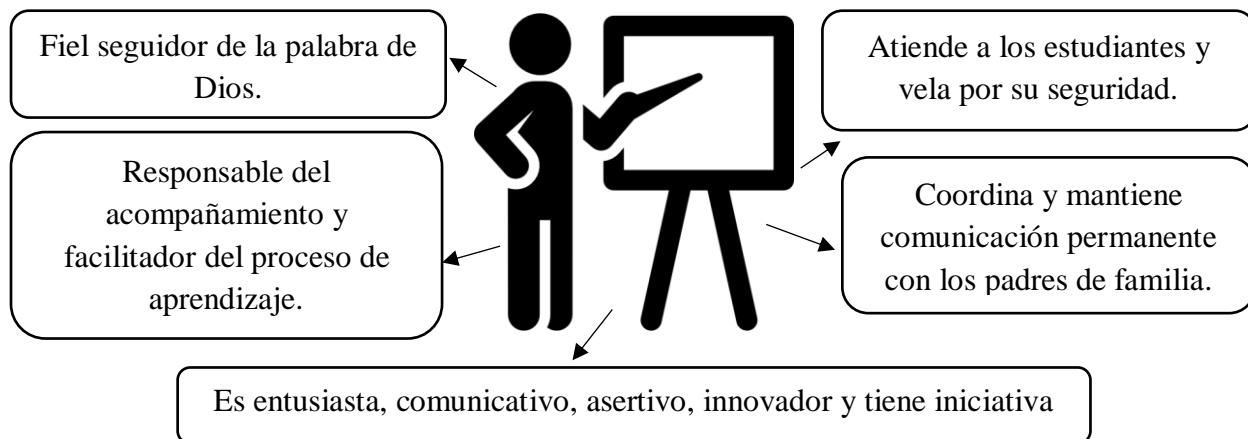 Fiel seguidor de la palabra de
Dios.
Responsable del
acompañamiento y
facilitador del proceso de
aprendizaje.
Atiende a los estudiantes y
vela por su seguridad.
Coordina y mantiene
comunicación permanente
con los padres de familia.
Es entusiasta, comunicativo, asertivo, innovador y tiene iniciativa